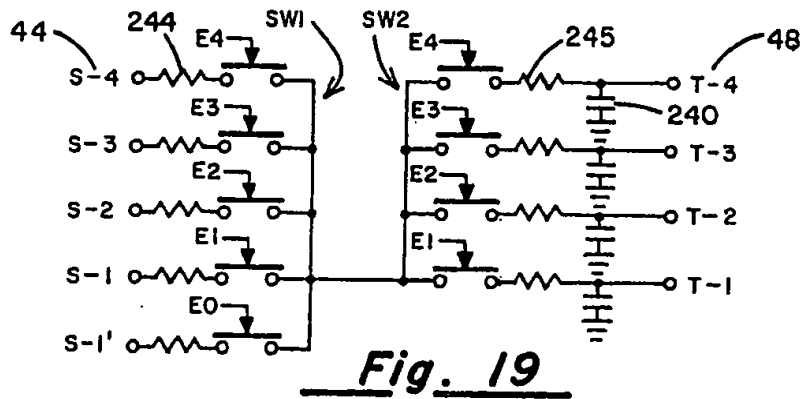 44 244 E4 SW1 SW2 E4 245 48
S-4 T-4
E3 E3 240
S-3 T-3
E2 E2
S-2 T-2
E1 E1
S-1 T-1
E0
S-1'
Fig. 19